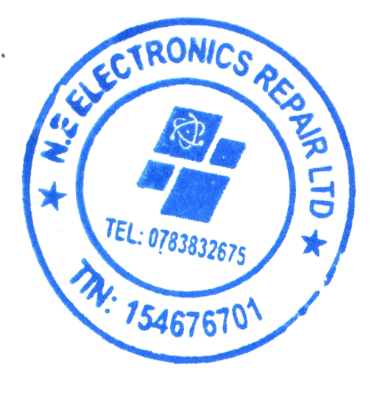 N.E ELECTRONICS REPAIR LTD
TEL: 0783832675
TIN: 154676701